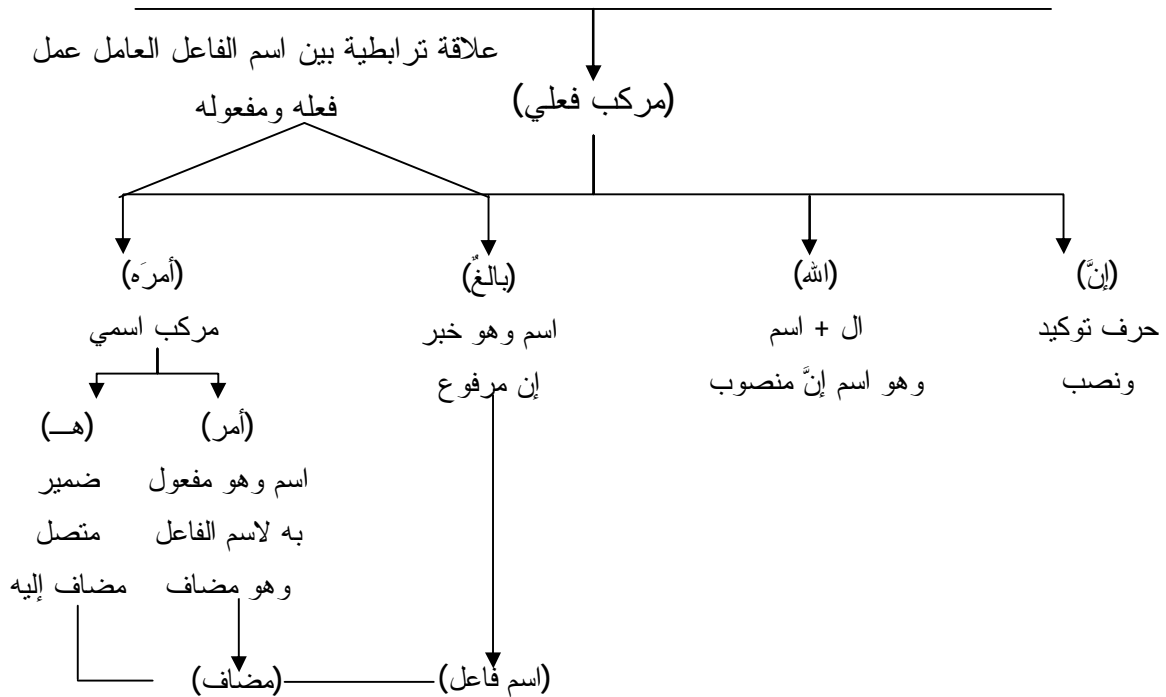 علاقة ترابطية بين اسم الفاعل العامل عمل
فعله ومفعوله
(مركب فعلي)
(إنَّ)
حرف توكيد
ونصب
(الله)
ال + اسم
وهو اسم إنَّ منصوب
(بالغٌ)
اسم وهو خبر
إن مرفوع
(أمرَه)
مركب اسمي
(أمر)
اسم وهو مفعول
به لاسم الفاعل
وهو مضاف
(هـ)
ضمير
متصل
مضاف إليه
(اسم فاعل)
(مضاف)